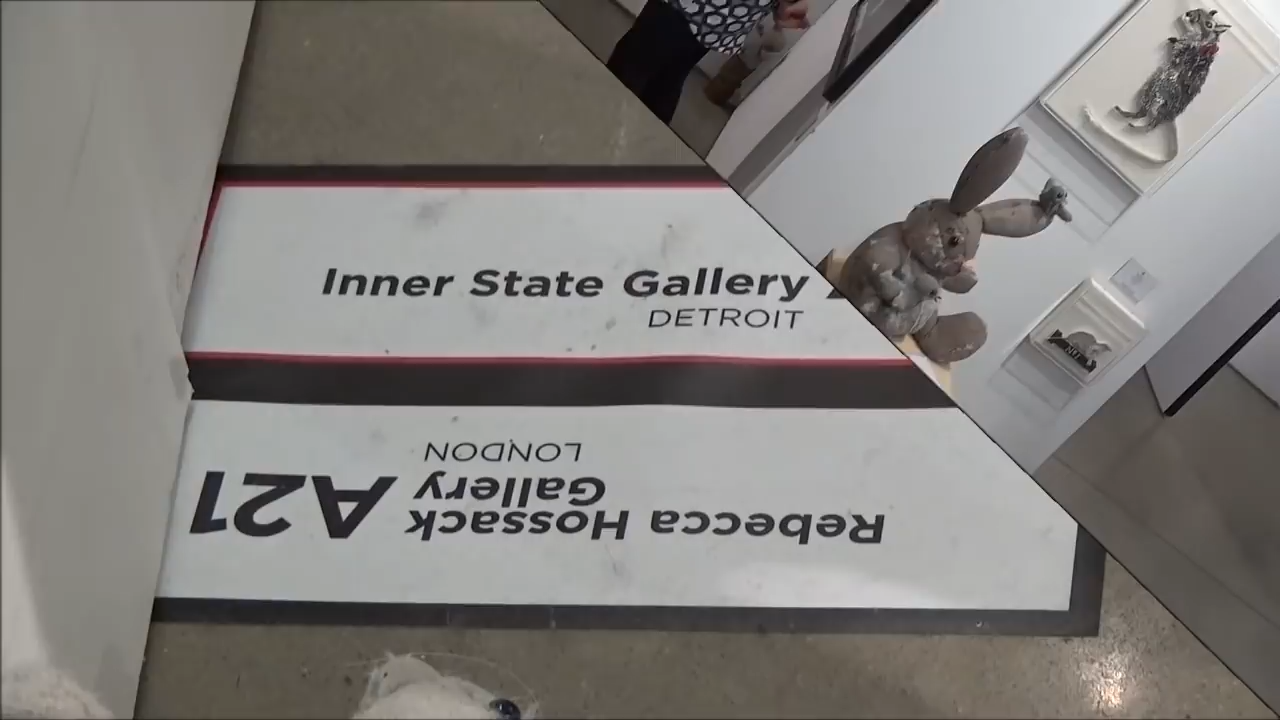 Inner State Gallery
DETROIT
Rebecca Hossack
Gallery
LONDON
A21